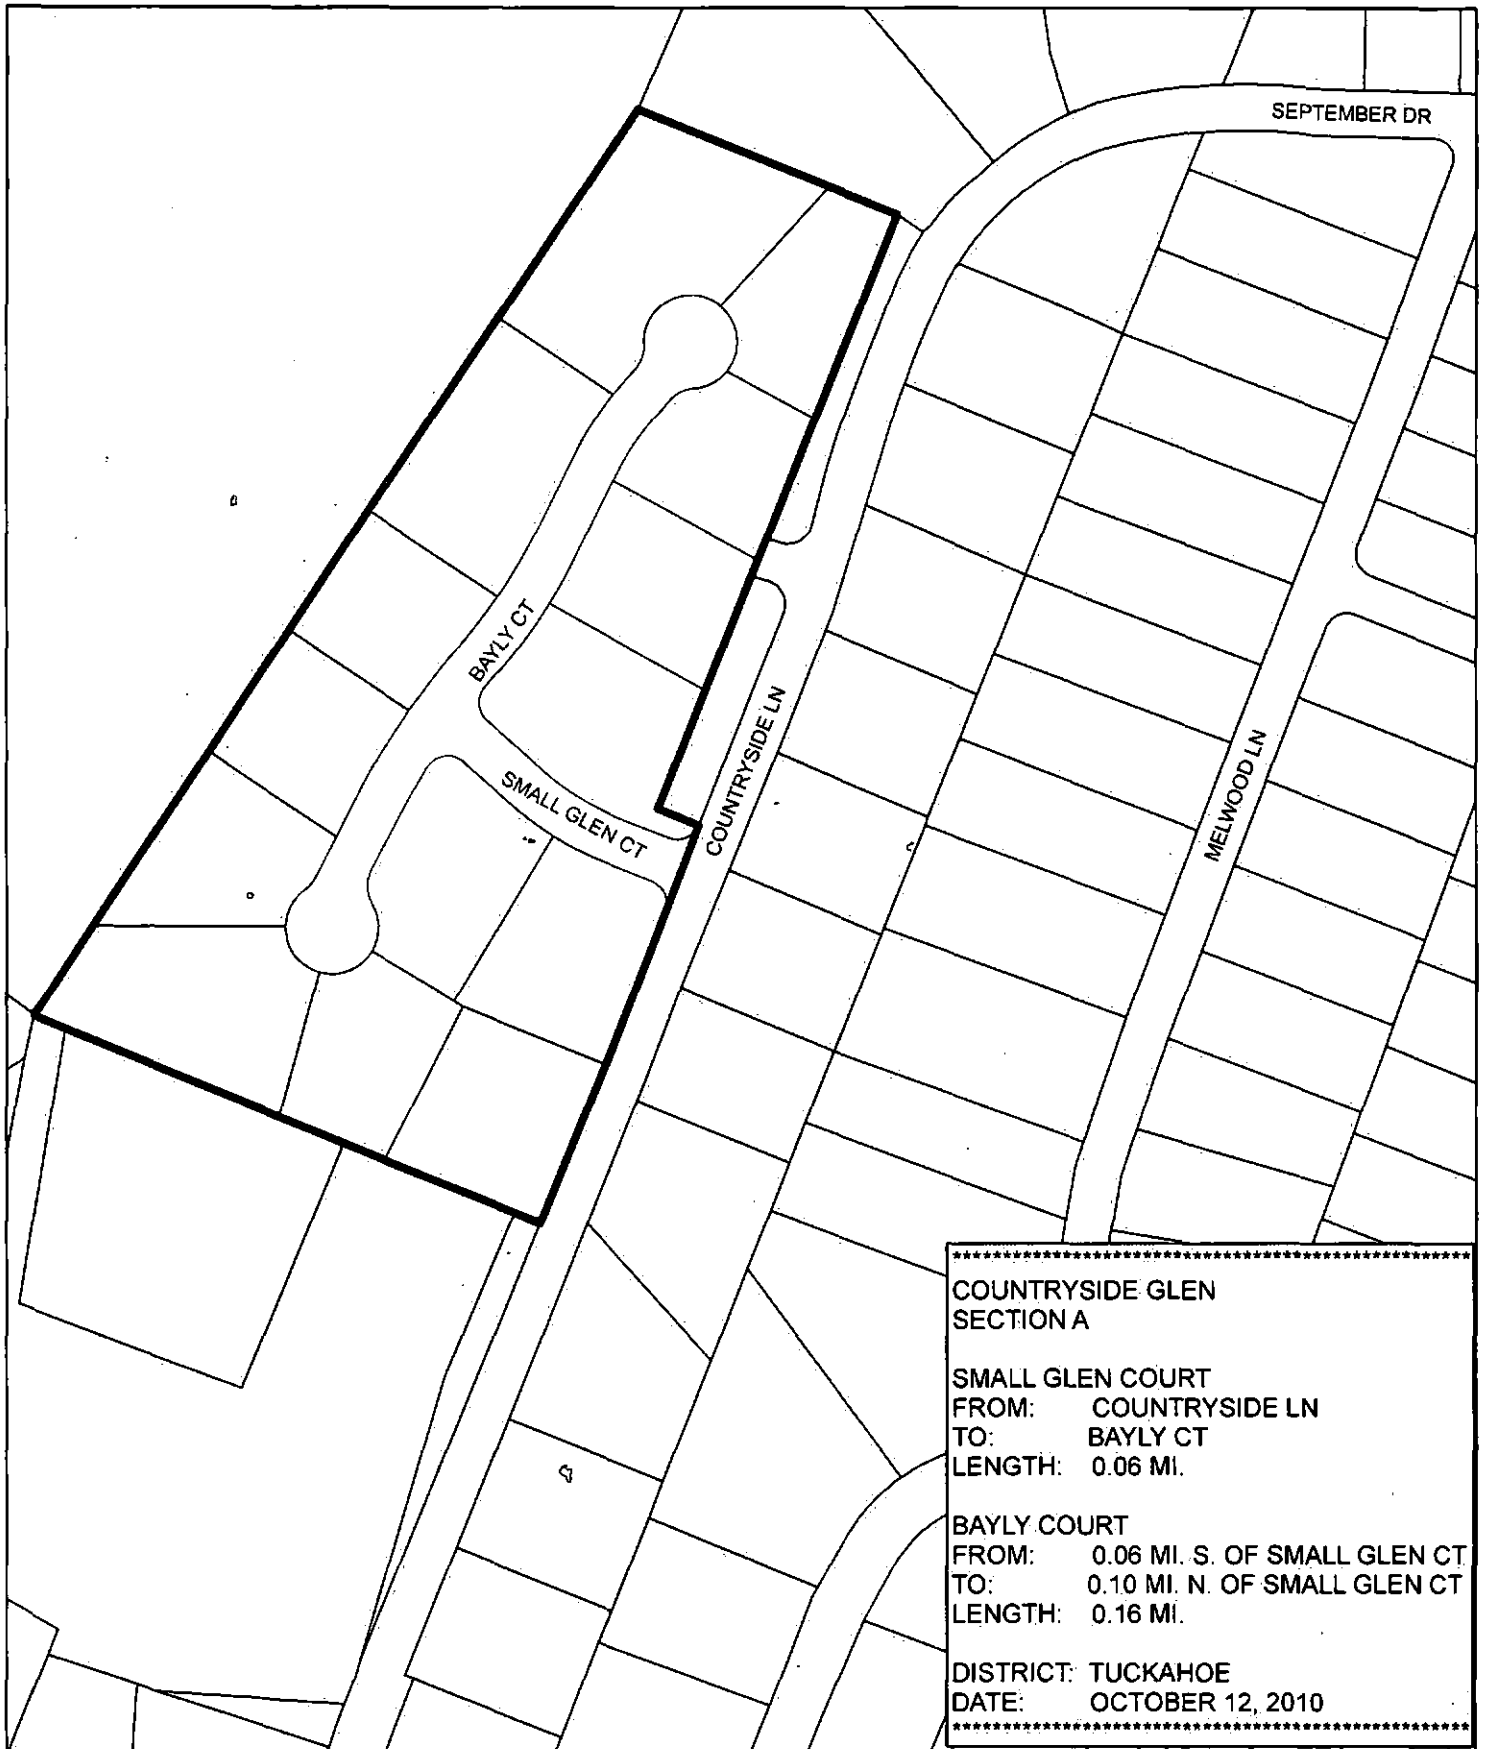 SEPTEMBER DR
BAYLY CT
SMALL GLEN CT
COUNTRYSIDE LN
MELWOOD LN
************************************************************
COUNTRYSIDE GLEN
SECTION A
SMALL GLEN COURT
FROM: COUNTRYSIDE LN
TO: BAYLY CT
LENGTH: 0.06 MI.
BAYLY COURT
FROM: 0.06 MI. S. OF SMALL GLEN CT
TO: 0.10 MI. N. OF SMALL GLEN CT
LENGTH: 0.16 MI.
DISTRICT: TUCKAHOE
DATE: OCTOBER 12, 2010
************************************************************